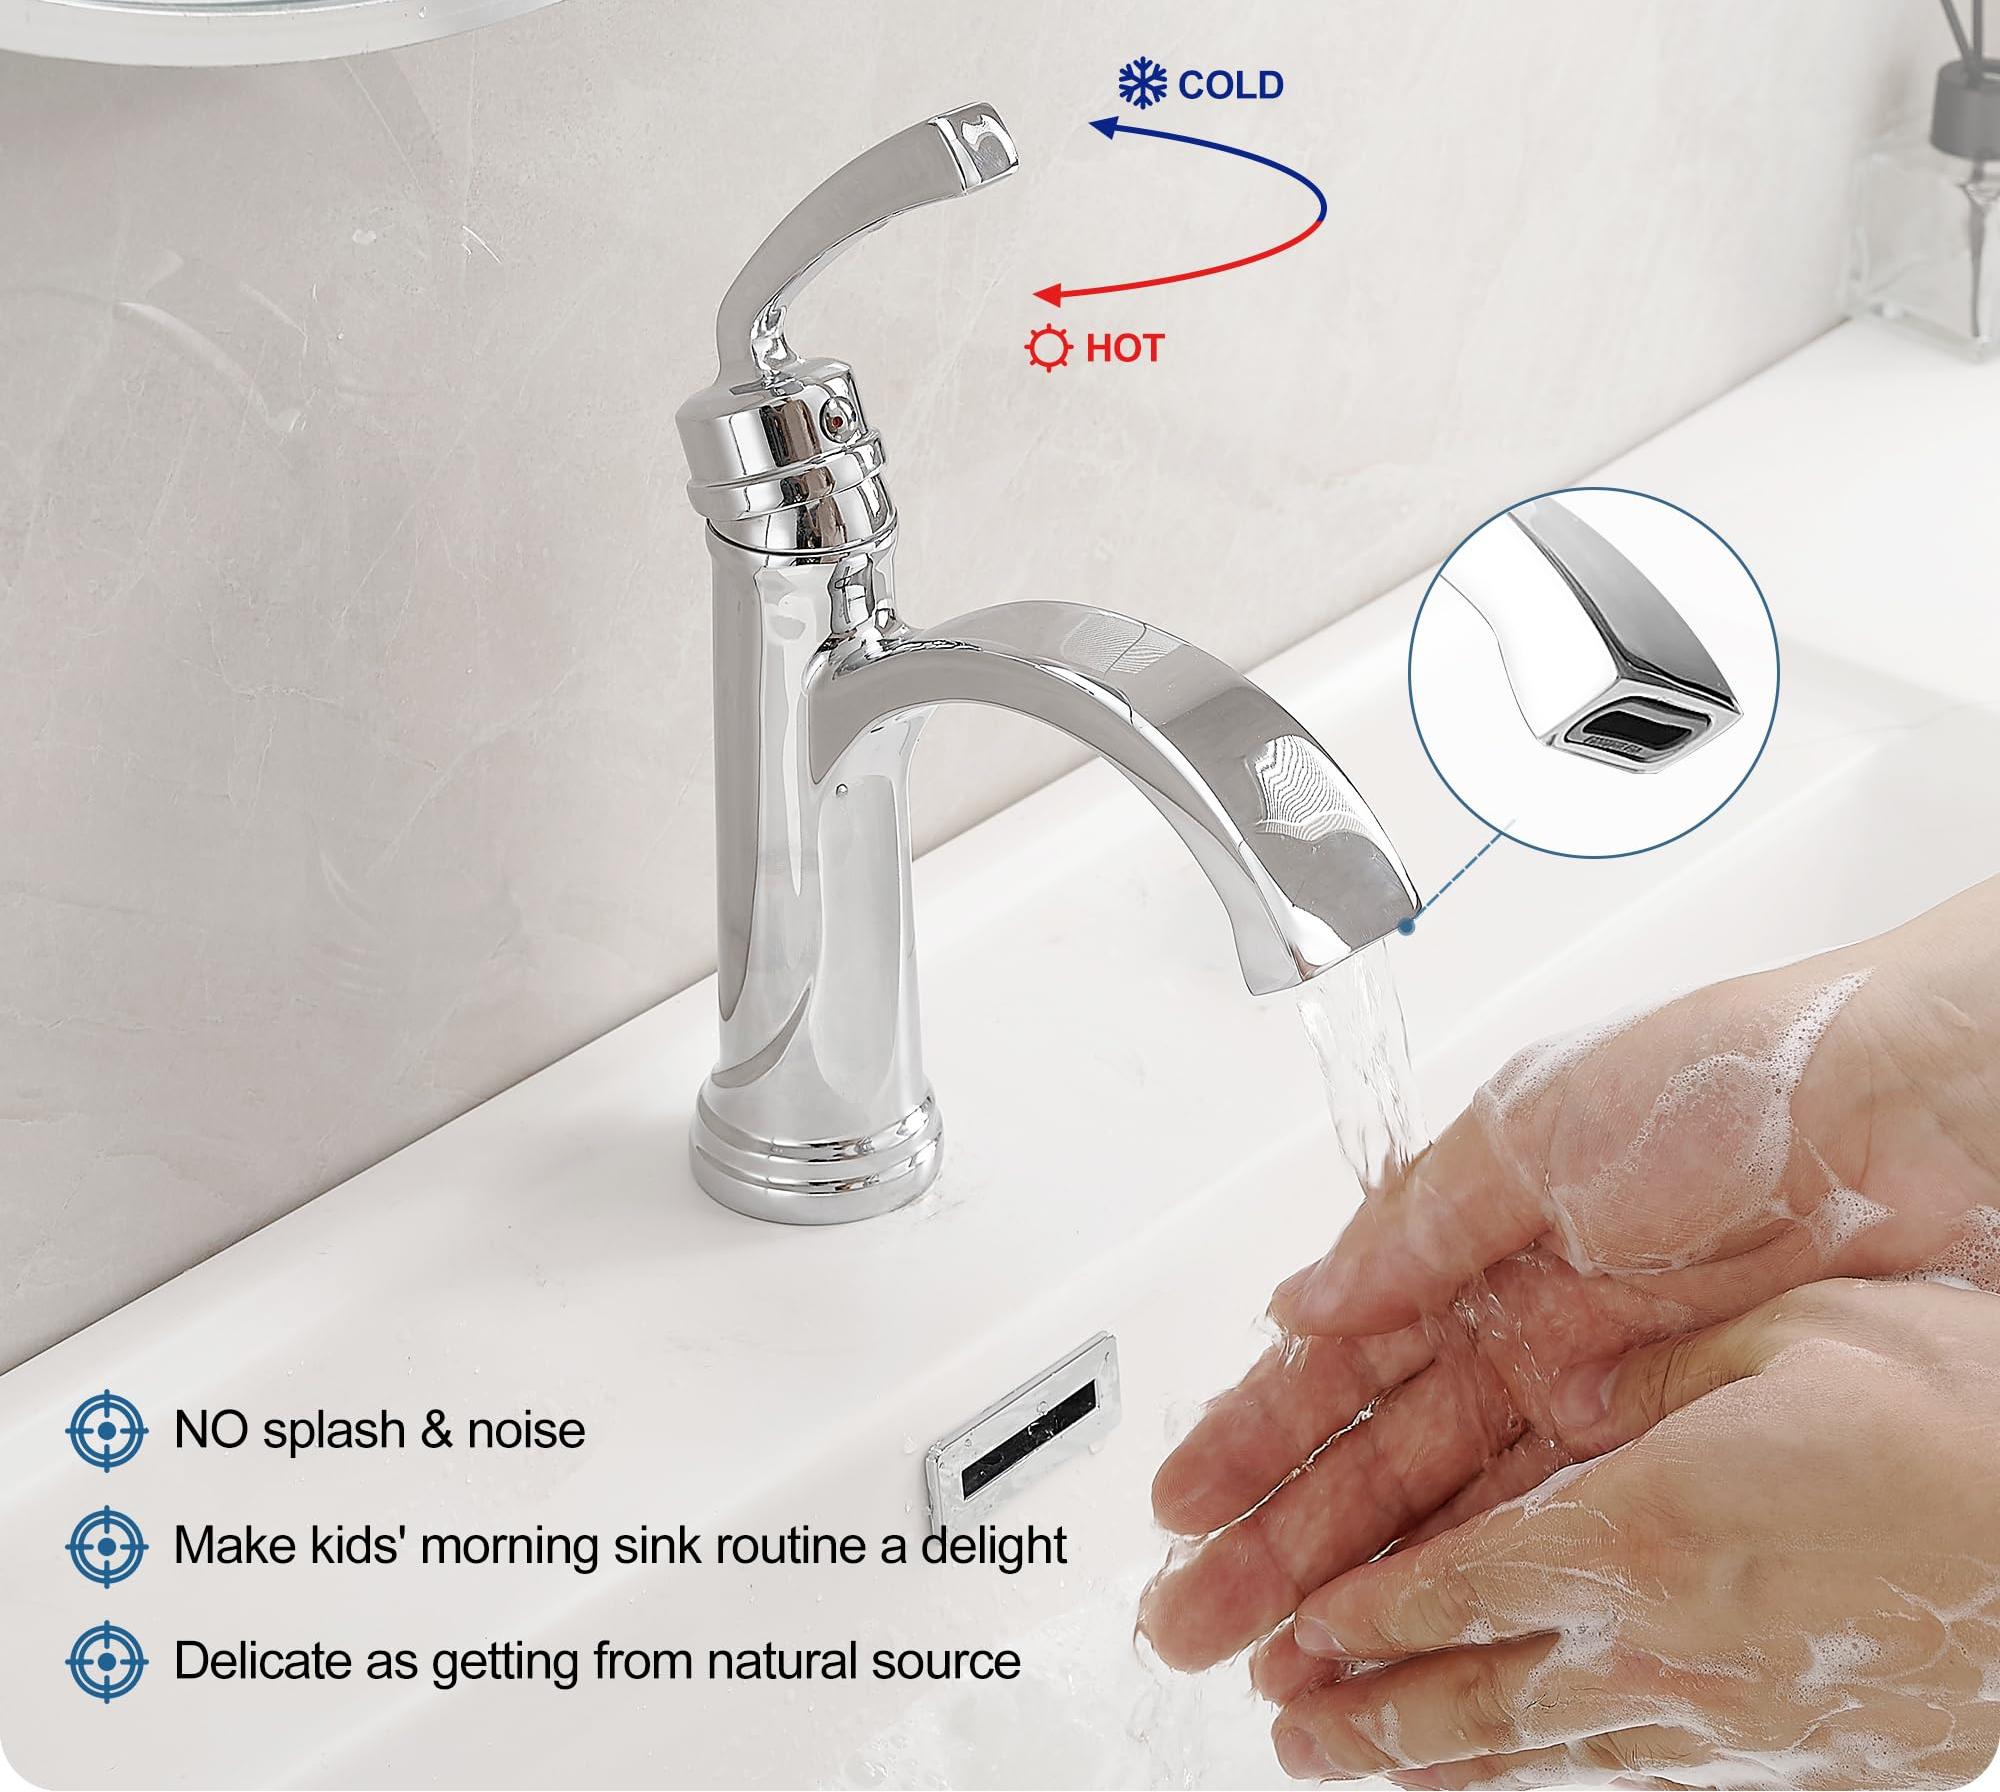 COLD
HOT
NO splash & noise
Make kids' morning sink routine a delight
Delicate as getting from natural source